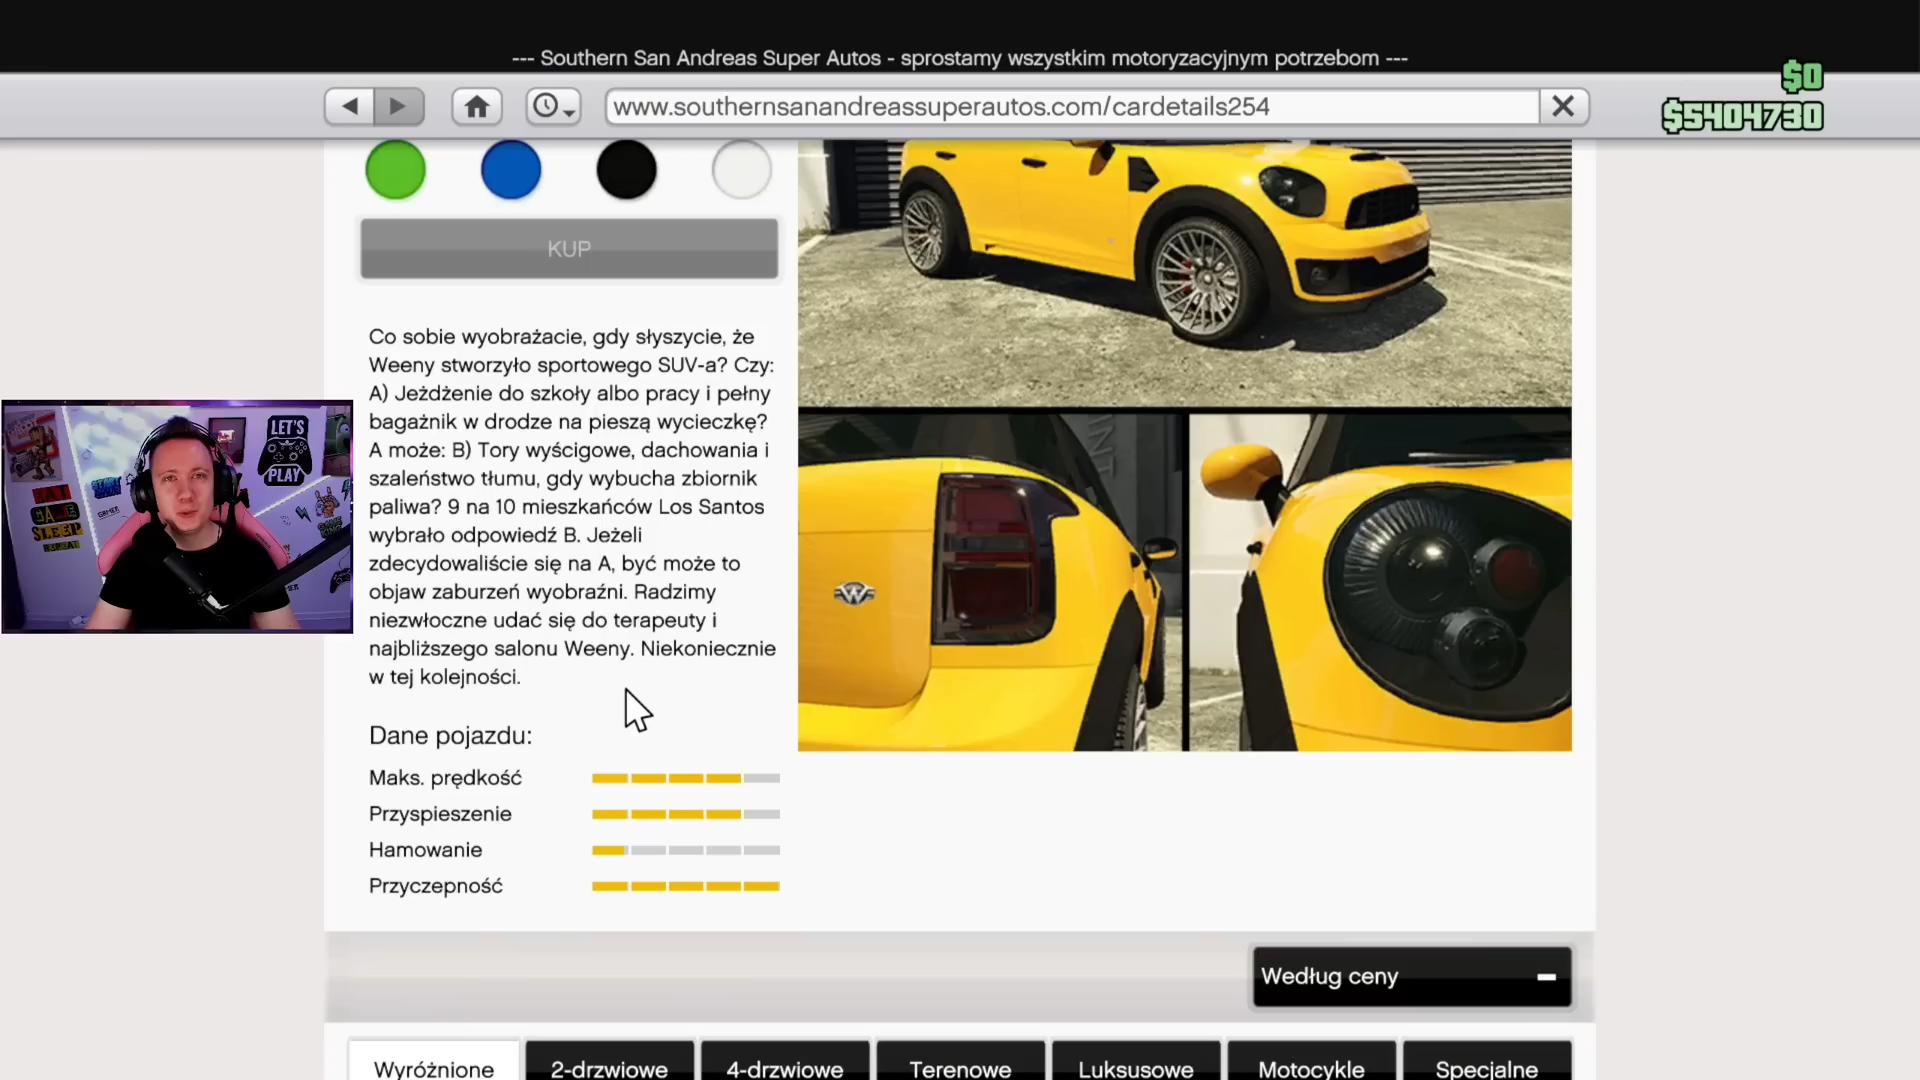 --- Southern San Andreas Super Autos - sprostamy wszystkim motoryzacyjnym potrzebom ---
$0
www.southernsanandreassuperautos.com/cardetails254
$5404730
KUP
Co sobie wyobrażacie, gdy słyszycie, że
Weeny stworzyło sportowego SUV-a? Czy:
A) Jeżdżenie do szkoły albo pracy i pełny
bagażnik w drodze na pieszą wycieczkę?
A może: B) Tory wyścigowe, dachowania i
szaleństwo tłumu, gdy wybucha zbiornik
paliwa? 9 na 10 mieszkańców Los Santos
wybrało odpowiedź B. Jeżeli
zdecydowaliście się na A, być może to
objaw zaburzeń wyobraźni. Radzimy
niezwłoczne udać się do terapeuty i
najbliższego salonu Weeny. Niekoniecznie
w tej kolejności.
LET'S
PLAY
GAME
SLEEP
W
Dane pojazdu:
Maks. prędkość
Przyspieszenie
Hamowanie
Przyczepność
Według ceny
Wyróżnione
2-drzwiowe
4-drzwiowe
Terenowe
Luksusowe
Motocykle
Specjalne